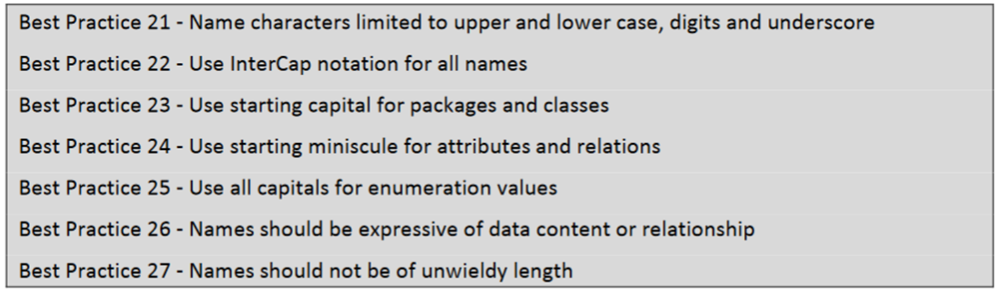 Best Practice 21 - Name characters limited to upper and lower case, digits and underscore
Best Practice 22 - Use InterCap notation for all names
Best Practice 23 - Use starting capital for packages and classes
Best Practice 24 - Use starting miniscule for attributes and relations
Best Practice 25 - Use all capitals for enumeration values
Best Practice 26 - Names should be expressive of data content or relationship
Best Practice 27 - Names should not be of unwieldy length